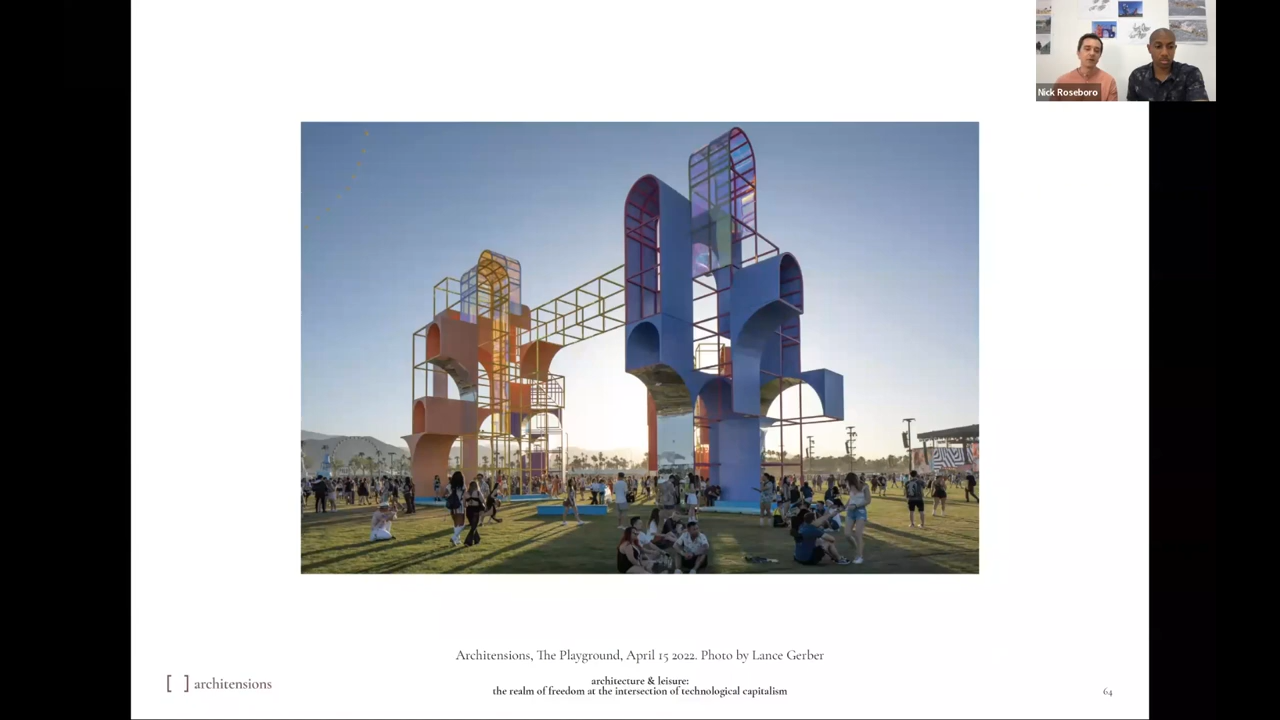 Nick Roseboro
Architensions, The Playground, April 15 2022. Photo by Lance Gerber
[ ] architensions
architecture & leisure:
the realm of freedom at the intersection of technological capitalism
64